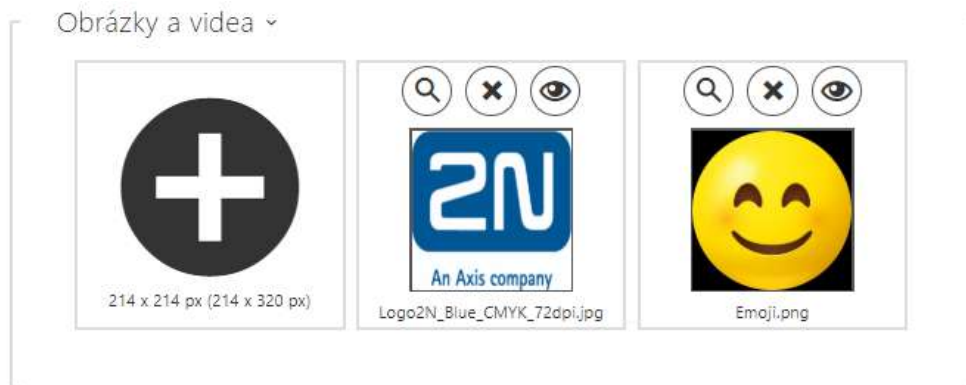 Obrázky a videa
2N
An Axis company
214 x 214 px (214 x 320 px)
Logo2N_Blue_CMYK_72dpi.jpg
Emoji.png